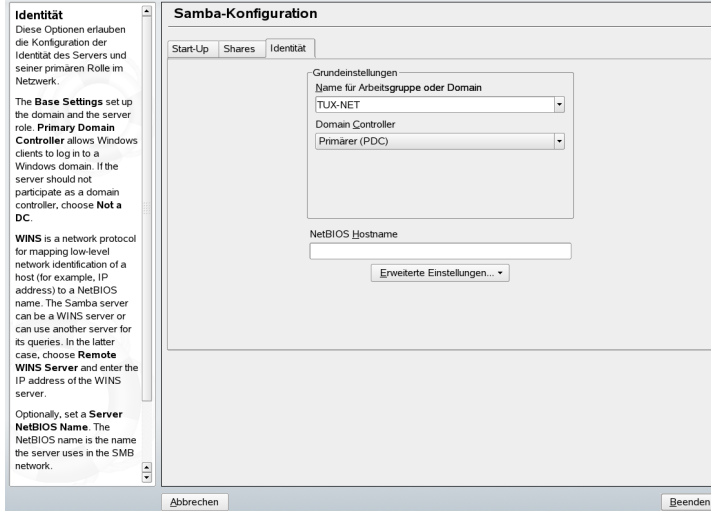 Identität
Diese Optionen erlauben
die Konfiguration der
Identität des Servers und
seiner primären Rolle im
Netzwerk.
The Base Settings set up
the domain and the server
role. Primary Domain
Controller allows Windows
clients to log in to a
Windows domain. If the
server should not
participate as a domain
controller, choose Not a
DC.
WINS is a network protocol
for mapping low-level
network identification of a
host (for example, IP
address) to a NetBIOS
name. The Samba server
can be a WINS server or
can use another server for
its queries. In the latter
case, choose Remote
WINS Server and enter the
IP address of the WINS
server.
Optionally, set a Server
NetBIOS Name. The
NetBIOS name is the name
the server uses in the SMB
network.
Samba-Konfiguration
Start-Up Shares Identität
Grundeinstellungen
Name für Arbeitsgruppe oder Domain
TUX-NET
Domain Controller
Primärer (PDC)
NetBIOS Hostname
Erweiterte Einstellungen...
Abbrechen Beenden